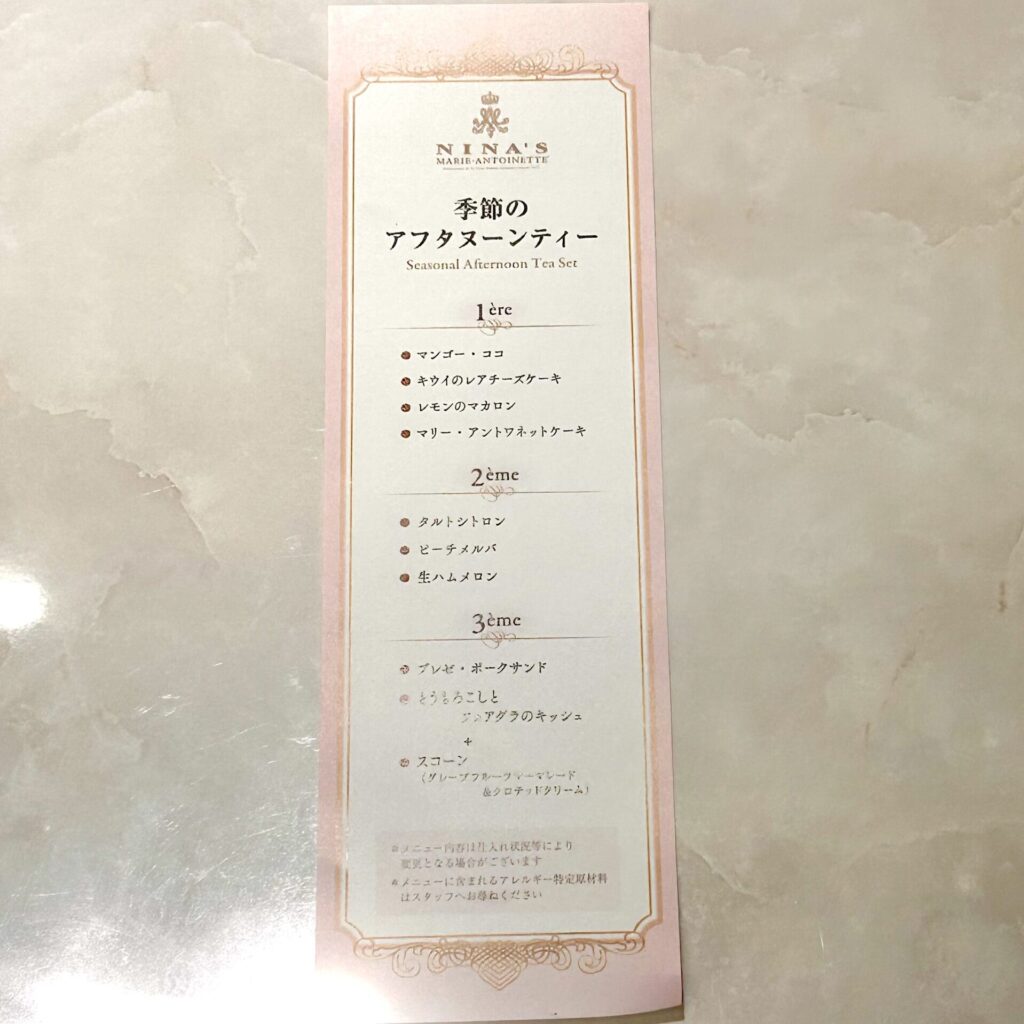 NINA'S
MARIE-ANTOINETTE
季節の
アフタヌーンティー
Seasonal Afternoon Tea Set
1ère
マンゴー・ココ
キウイのレアチーズケーキ
レモンのマカロン
マリー・アントワネットケーキ
2ème
タルトシトロン
ピーチメルバ
生ハムメロン
3ème
ブレゼ・ポークサンド
とうもろこしと
フォアグラのキッシュ
+
スコーン
(グレープフルーツマーマレード
&クロテッドクリーム)
※メニュー内容は仕入れ状況等により
変更となる場合がございます
※メニューに含まれるアレルギー特定原材料
はスタッフへお尋ねください